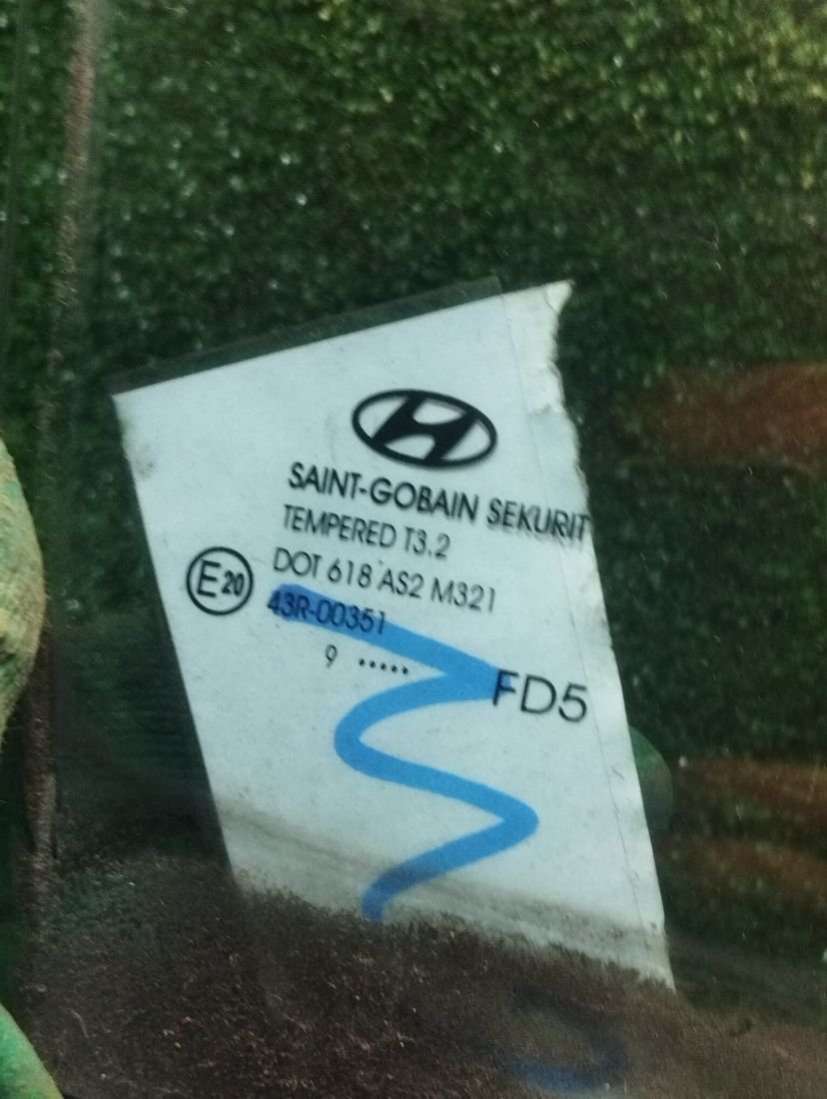 SAINT-GOBAIN SEKURIT
TEMPERED T3.2
DOT 618 AS2 M321
E20
43R-00351
9 .....
FD5